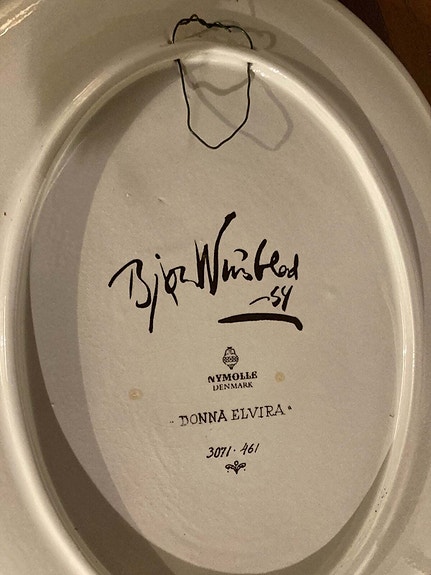 Bjørn Wiinblad
-54
NYMOLLE
DENMARK
"DONNA ELVIRA"
3071·461